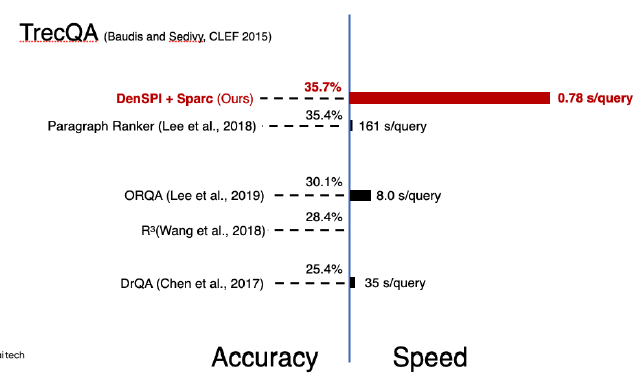 TrecQA (Baudis and Sedivy, CLEF 2015)
35.7%
DenSPI + Sparc (Ours)
0.78 s/query
35.4%
Paragraph Ranker (Lee et al., 2018)
161 s/query
30.1%
ORQA (Lee et al., 2019)
8.0 s/query
28.4%
R³(Wang et al., 2018)
25.4%
DrQA (Chen et al., 2017)
35 s/query
tech
Accuracy
Speed